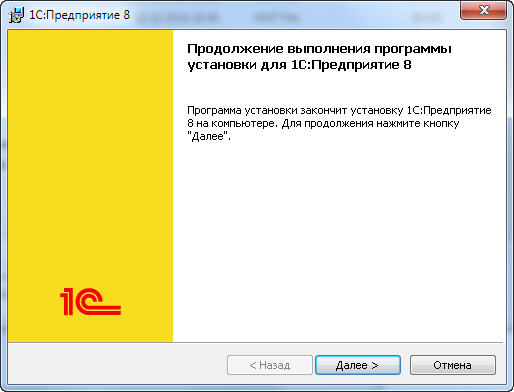 1С:Предприятие 8
Продолжение выполнения программы
установки для 1С:Предприятие 8
Программа установки закончит установку 1С:Предприятие
8 на компьютере. Для продолжения нажмите кнопку
"Далее".
1С
< Назад
Далее >
Отмена